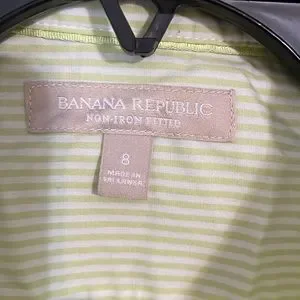 BANANA REPUBLIC
NON-IRON FITTED
8
MADE IN
SRI LANKA